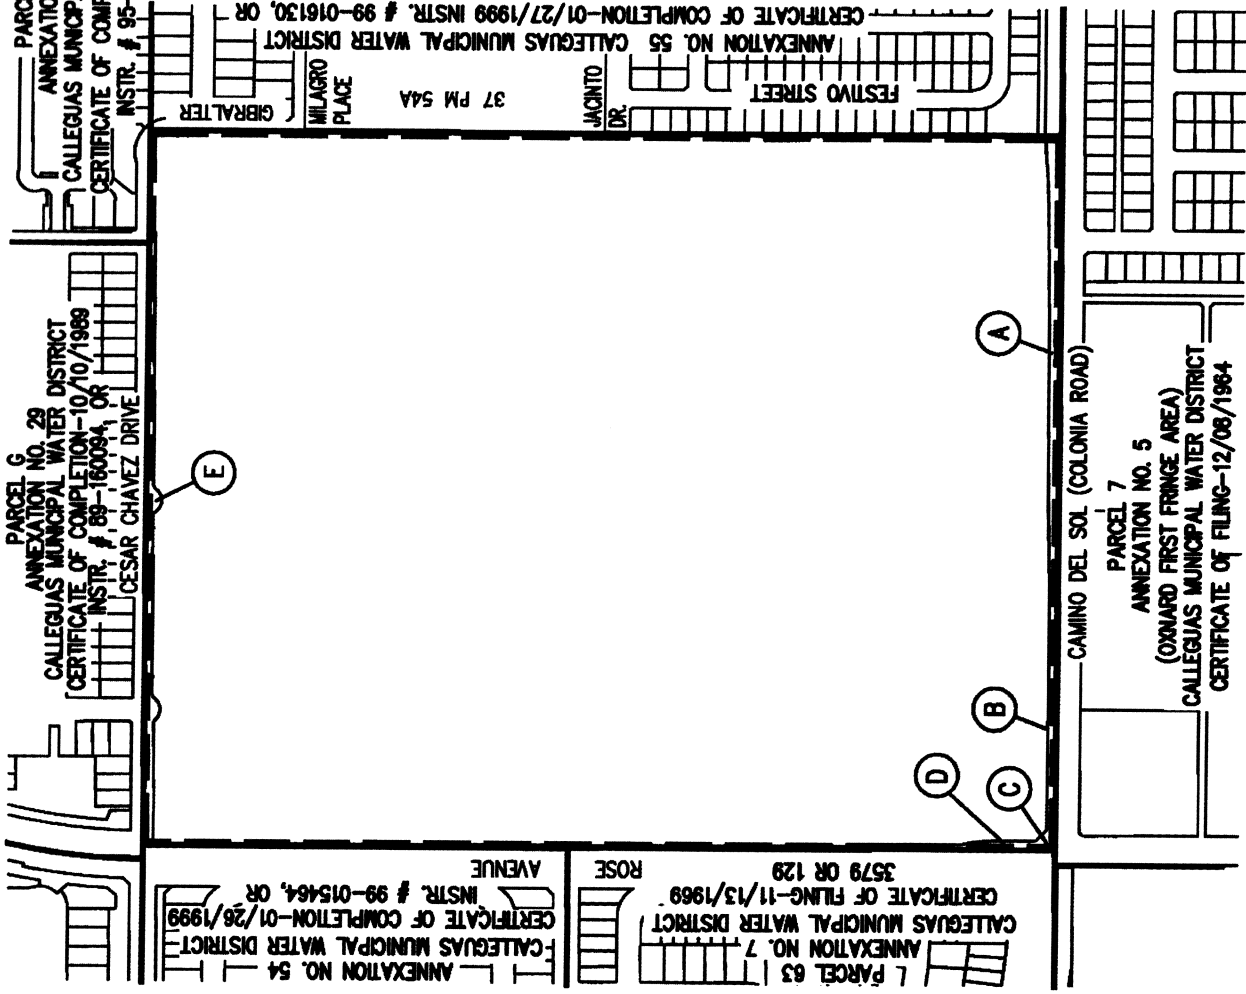 PARCEL G
ANNEXATION NO. 29
CALLEGUAS MUNICIPAL WATER DISTRICT
CERTIFICATE OF COMPLETION-10/10/1989
INSTR. # 89-160094, OR
CESAR CHAVEZ DRIVE
PARC
ANNEXATIO
CALLEGUAS MUNICIP
CERTIFICATE OF COMP
INSTR. # 95-
ANNEXATION NO. 55 CALLEGUAS MUNICIPAL WATER DISTRICT
CERTIFICATE OF COMPLETION-01/27/1999 INSTR. # 99-016130, OR
GIBRALTER
MILAGRO
PLACE
37 PM 54A
JACINTO
DR.
FESTIVO STREET
E
A
B
D
C
CAMINO DEL SOL (COLONIA ROAD)
PARCEL 7
ANNEXATION NO. 5
(OXNARD FIRST FRINGE AREA)
CALLEGUAS MUNICIPAL WATER DISTRICT
CERTIFICATE OF FILING-12/08/1964
ROSE AVENUE
PARCEL 63
ANNEXATION NO. 7
CALLEGUAS MUNICIPAL WATER DISTRICT
CERTIFICATE OF FILING-11/13/1969
3579 OR 129
ANNEXATION NO. 54
CALLEGUAS MUNICIPAL WATER DISTRICT
CERTIFICATE OF COMPLETION-01/26/1999
INSTR. # 99-015464, OR